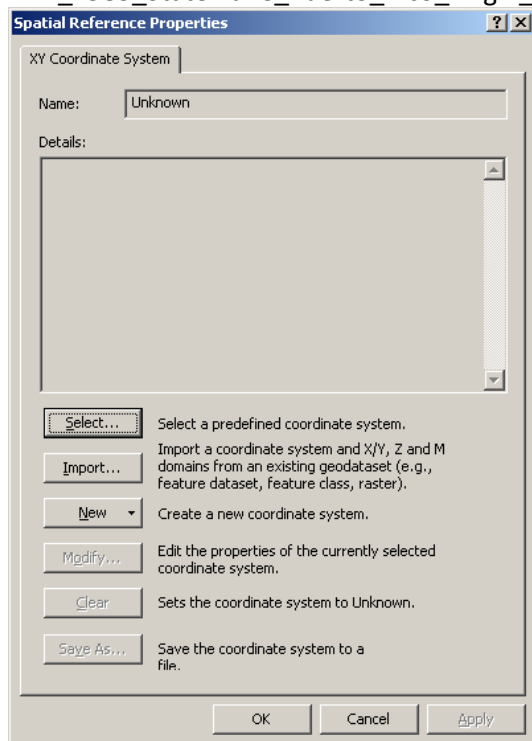 Spatial Reference Properties
XY Coordinate System
Name: Unknown
Details:
Select... Select a predefined coordinate system.
Import... Import a coordinate system and X/Y, Z and M
domains from an existing geodataset (e.g.,
feature dataset, feature class, raster).
New Create a new coordinate system.
Modify... Edit the properties of the currently selected
coordinate system.
Clear Sets the coordinate system to Unknown.
Save As... Save the coordinate system to a
file.
OK Cancel Apply